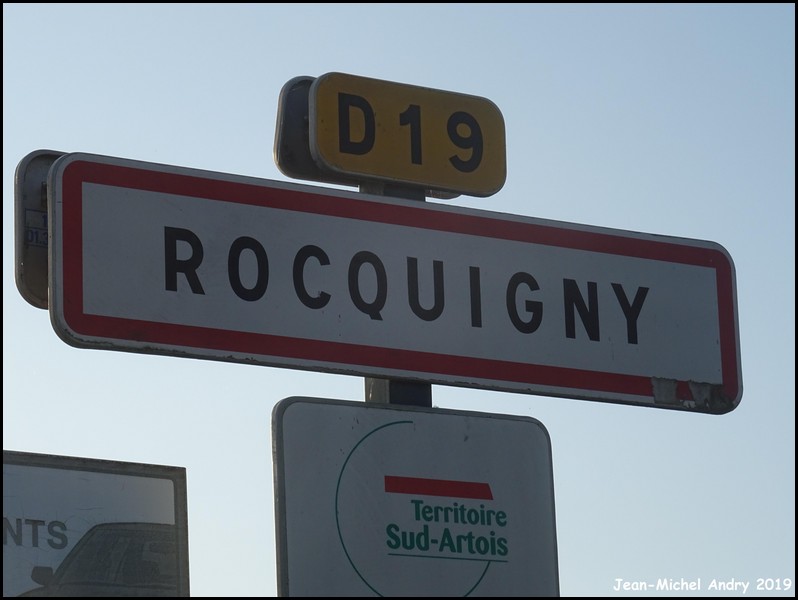 D19
ROCQUIGNY
Territoire
Sud-Artois
NTS
Jean-Michel Andry 2019